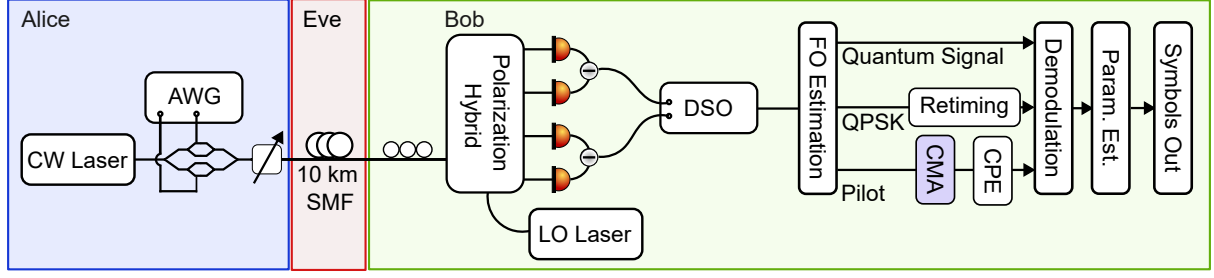 Alice
Eve
Bob
AWG
CW Laser
10 km
SMF
Polarization
Hybrid
LO Laser
DSO
FO Estimation
Quantum Signal
QPSK
Retiming
Pilot
CMA
CPE
Demodulation
Param. Est.
Symbols Out